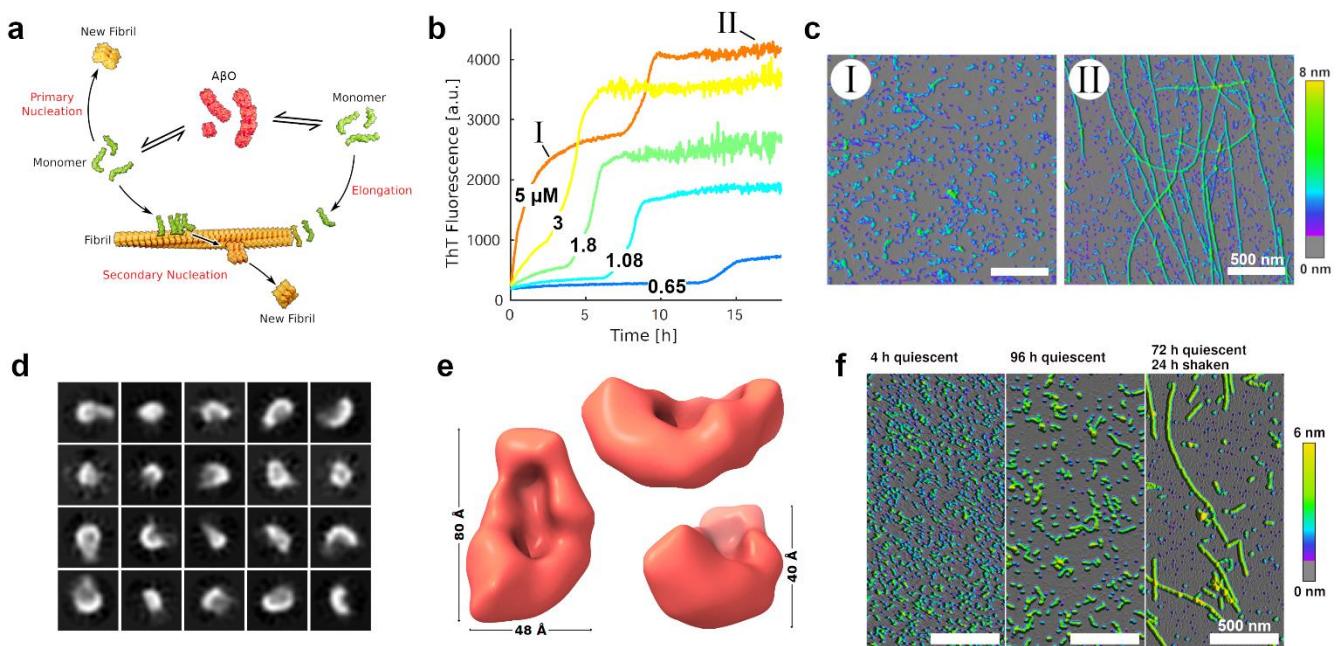 a
New Fibril
Primary
Nucleation
AβO
Monomer
Monomer
Elongation
Fibril
Secondary Nucleation
New Fibril
b
ThT Fluorescence [a.u.]
4000
3000
2000
1000
0
0
5
10
15
Time [h]
I
II
5 µM
3
1.8
1.08
0.65
c
I
II
500 nm
8 nm
0 nm
d
e
80 Å
48 Å
40 Å
f
4 h quiescent
96 h quiescent
72 h quiescent
24 h shaken
500 nm
6 nm
0 nm